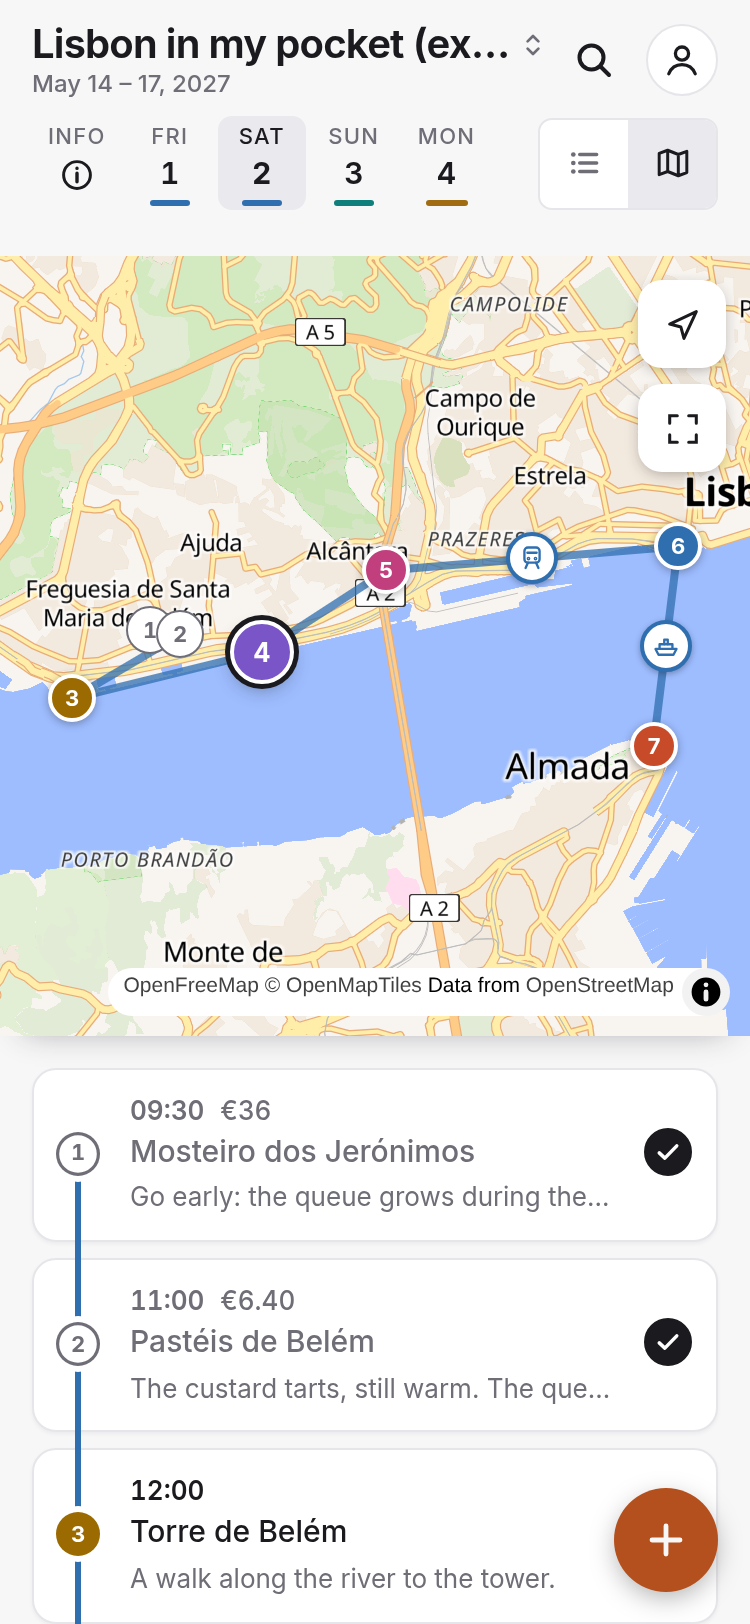 Lisbon in my pocket (ex...
May 14 – 17, 2027
INFO
FRI
1
SAT
2
SUN
3
MON
4
CAMPOLIDE
A 5
Campo de
Ourique
Estrela
Lisb
Ajuda
Alcântara
PRAZERES
6
5
A 2
Freguesia de Santa
Maria de Belém
1
2
4
3
7
Almada
PORTO BRANDÃO
A 2
Monte de
OpenFreeMap © OpenMapTiles Data from OpenStreetMap
09:30 €36
1
Mosteiro dos Jerónimos
Go early: the queue grows during the...
11:00 €6.40
2
Pastéis de Belém
The custard tarts, still warm. The que...
12:00
3
Torre de Belém
A walk along the river to the tower.